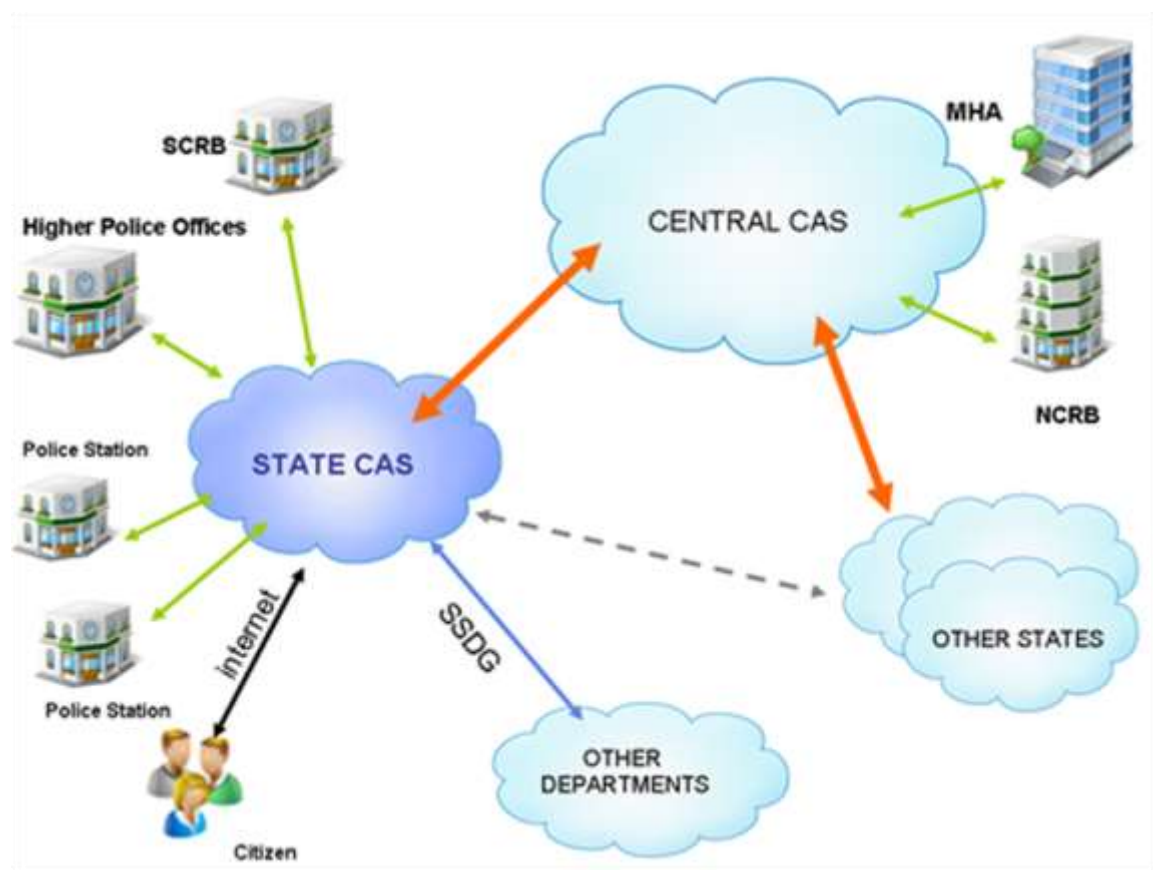 MHA
SCRB
CENTRAL CAS
Higher Police Offices
NCRB
Police Station
STATE CAS
internet
SSDG
OTHER STATES
Police Station
OTHER
DEPARTMENTS
Citizen